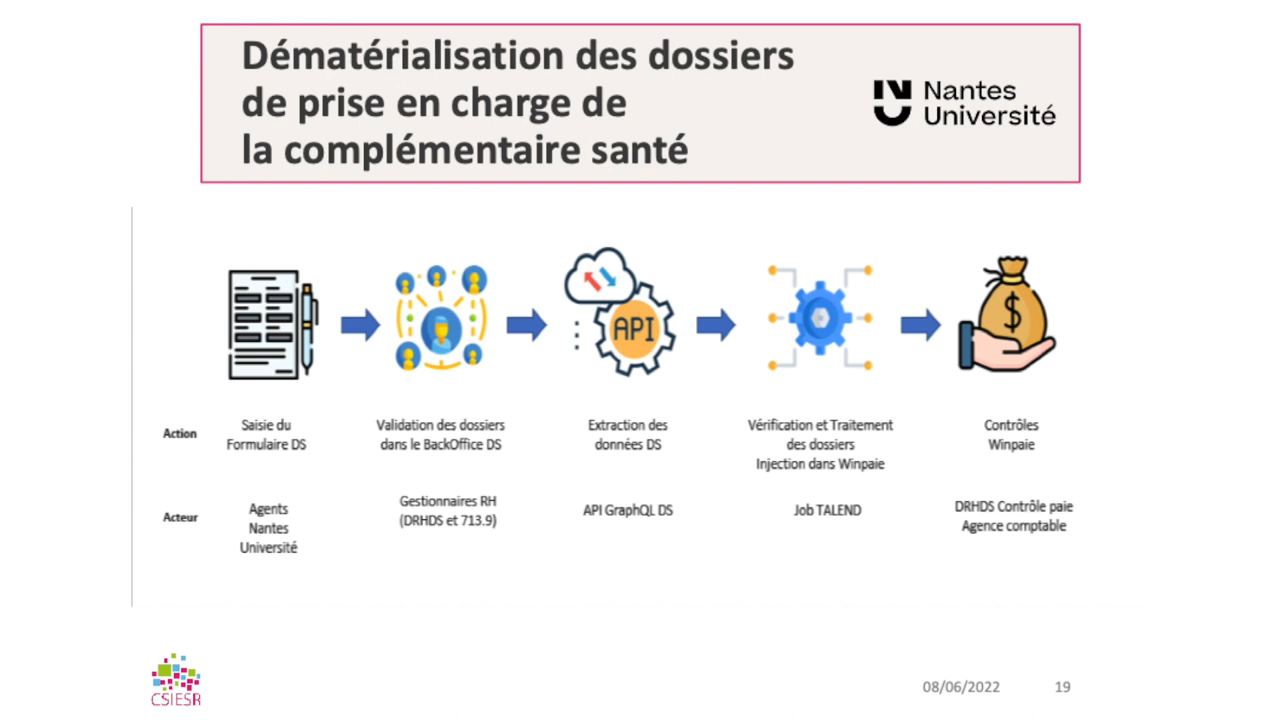 Dématérialisation des dossiers
de prise en charge de
la complémentaire santé
Nantes
Université
API
$
Action
Saisie du
Formulaire DS
Validation des dossiers
dans le BackOffice DS
Extraction des
données DS
Vérification et Traitement
des dossiers
Injection dans Winpaie
Contrôles
Winpaie
Acteur
Agents
Nantes
Université
Gestionnaires RH
(DRHDS et 713.9)
API GraphQL DS
Job TALEND
DRHDS Contrôle paie
Agence comptable
CSIESR
08/06/2022
19